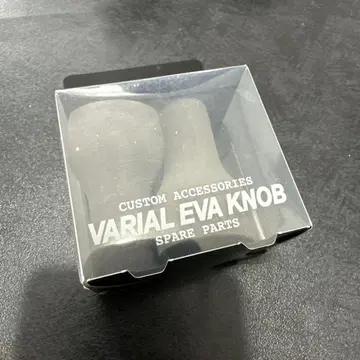 CUSTOM ACCESSORIES
VARIAL EVA KNOB
SPARE PARTS